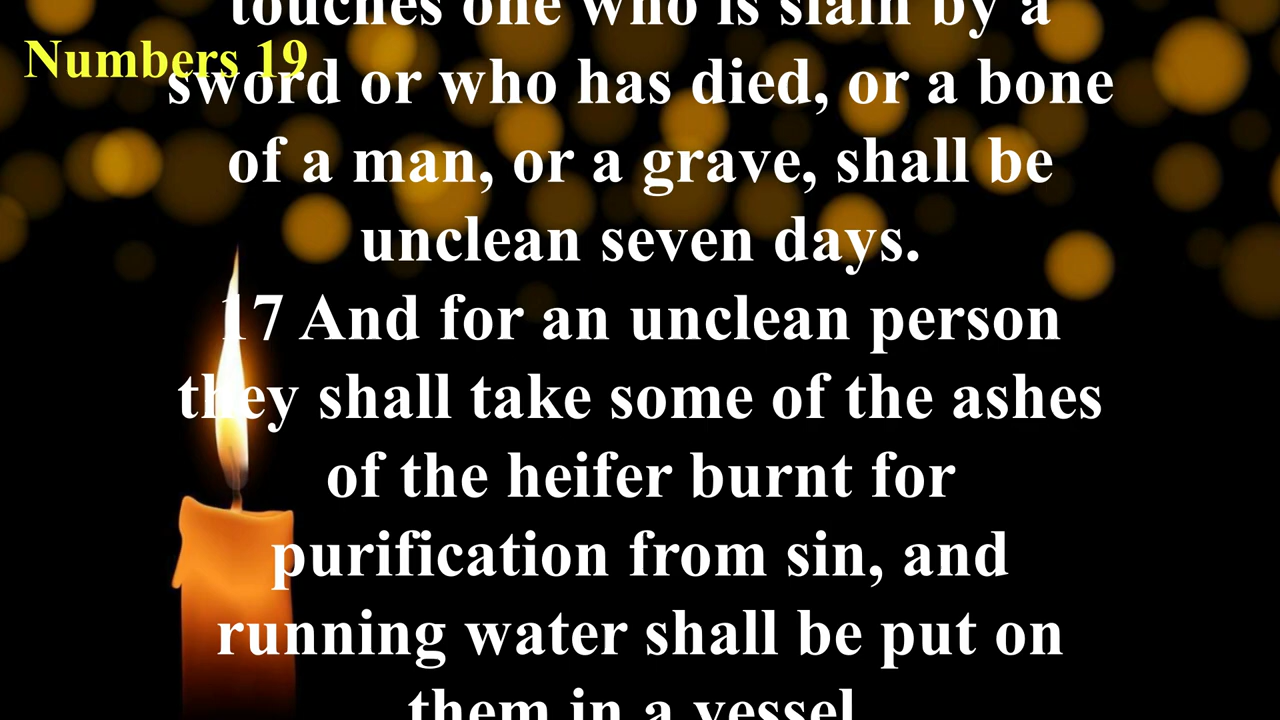 touches one who is slain by a
Numbers 19
sword or who has died, or a bone
of a man, or a grave, shall be
unclean seven days.
17 And for an unclean person
they shall take some of the ashes
of the heifer burnt for
purification from sin, and
running water shall be put on
them in a vessel